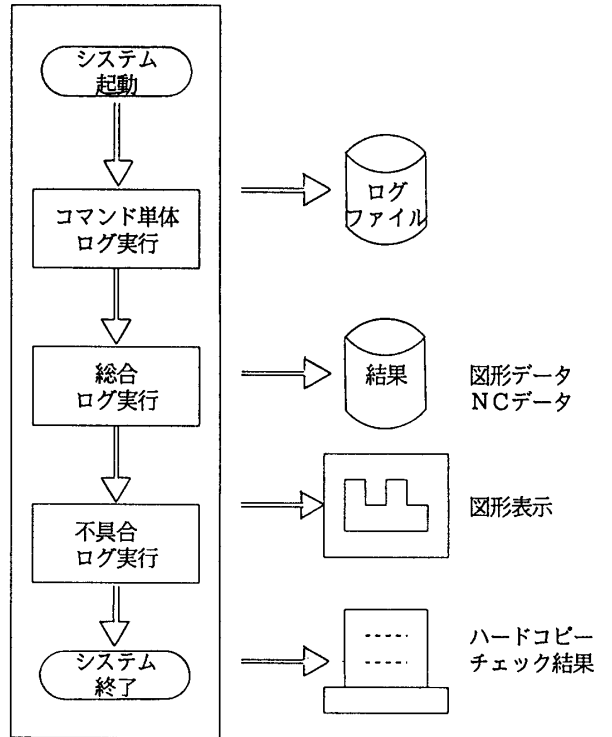 システム
起動
コマンド単体
ログ実行
総合
ログ実行
不具合
ログ実行
システム
終了
ログ
ファイル
結果
図形データ
ＮＣデータ
図形表示
ハードコピー
チェック結果